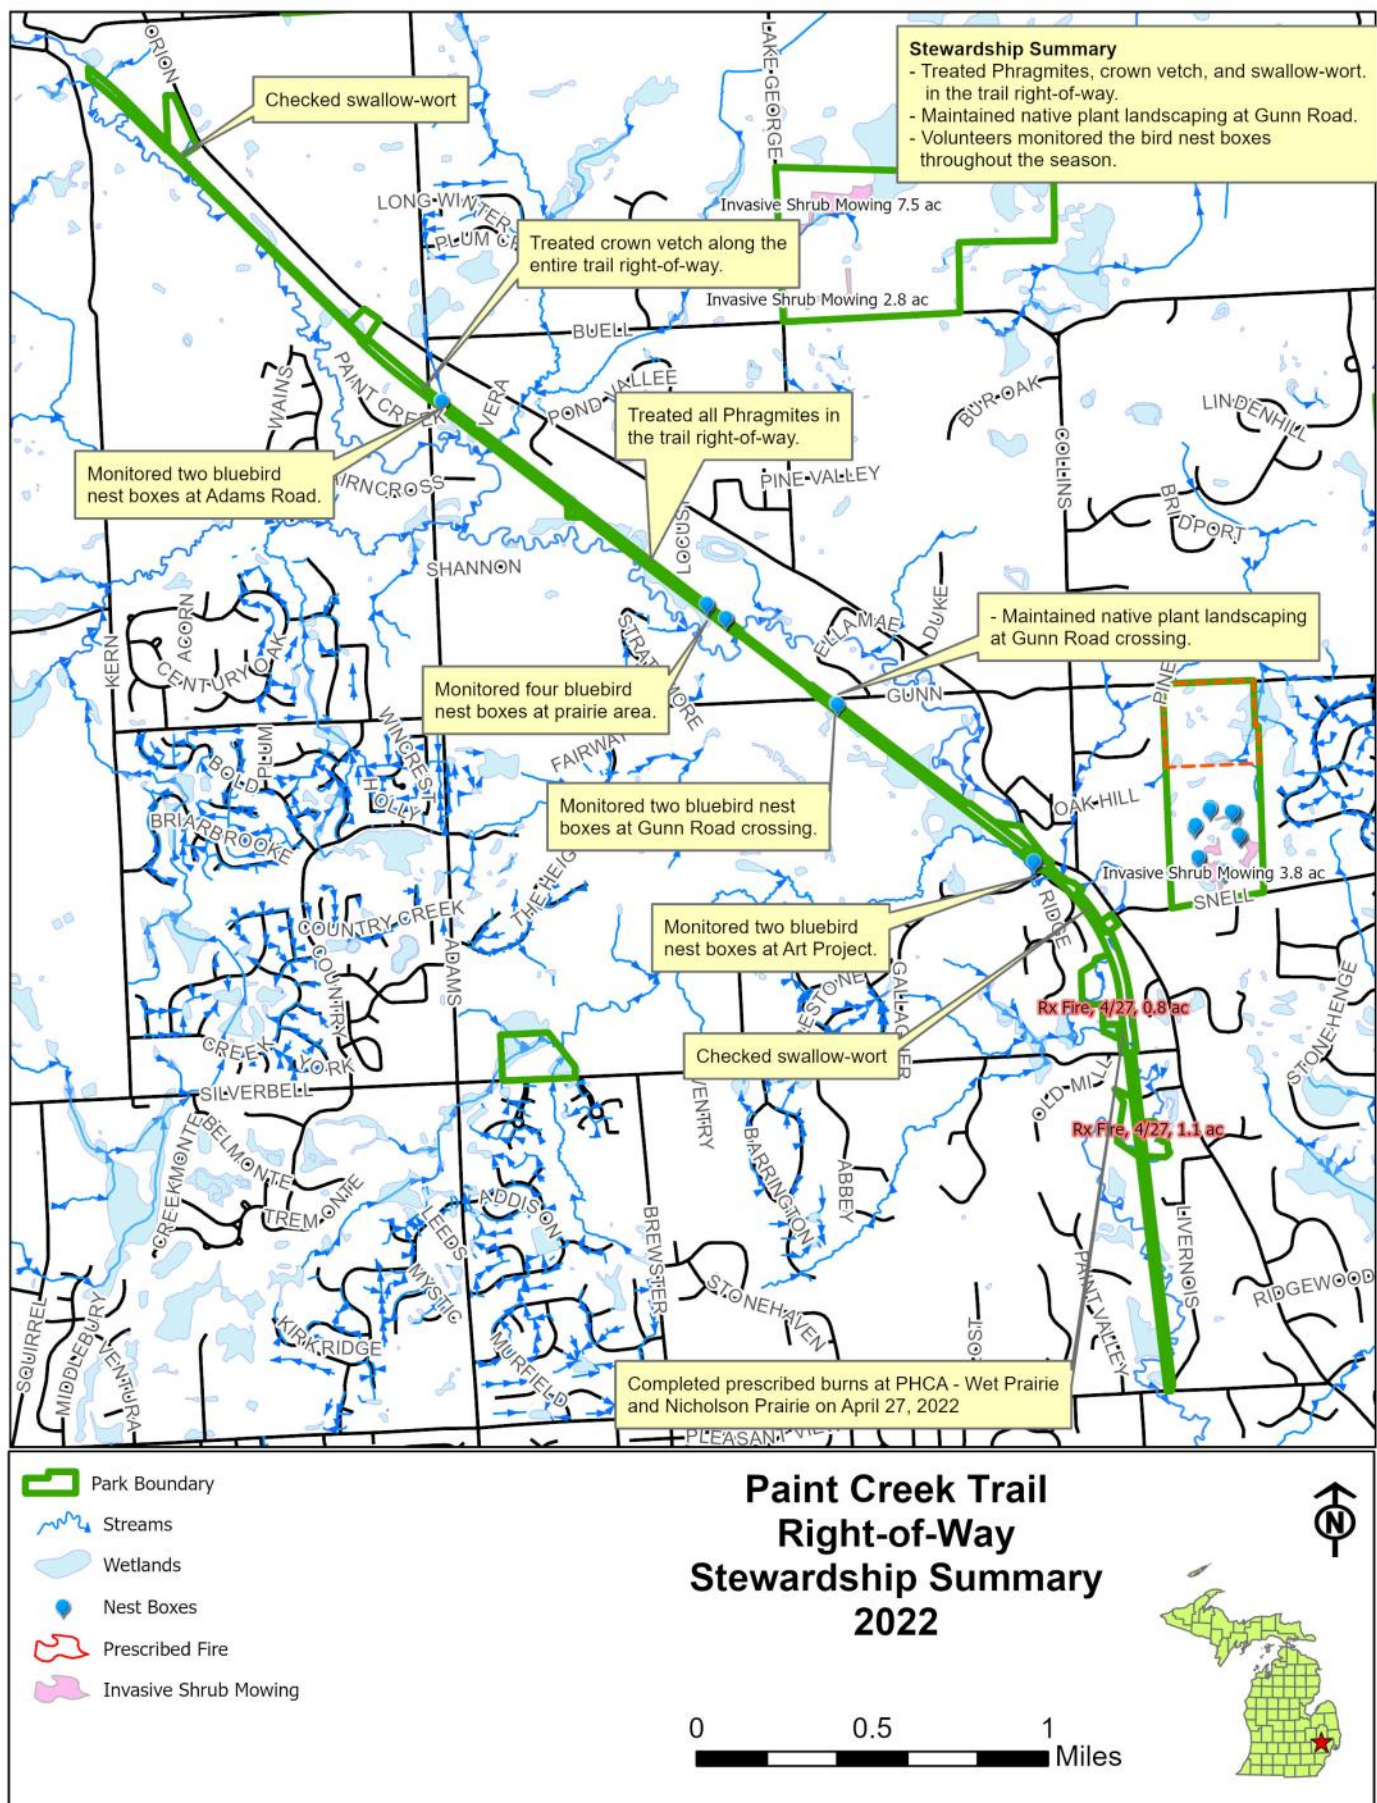 ORION
LAKE GEORGE
Stewardship Summary
- Treated Phragmites, crown vetch, and swallow-wort.
in the trail right-of-way.
- Maintained native plant landscaping at Gunn Road.
- Volunteers monitored the bird nest boxes
throughout the season.
Checked swallow-wort
LONG WINTER
PLUM
Invasive Shrub Mowing 7.5 ac
Treated crown vetch along the
entire trail right-of-way.
Invasive Shrub Mowing 2.8 ac
BUELL
WAINS
PAINT CREEK
VERA
POND VALLEE
BUR OAK
LINDENHILL
COLLINS
Treated all Phragmites in
the trail right-of-way.
Monitored two bluebird
nest boxes at Adams Road.
PINE VALLEY
BRIDPORT
LOCUST
SHANNON
KERN
ACORN
CENTURY OAK
STRATMORE
ELLAMAE
DUKE
- Maintained native plant landscaping
at Gunn Road crossing.
Monitored four bluebird
nest boxes at prairie area.
GUNN
PINE
WINCREST
FAIRWAY
BOLD
PLUM
HOLLY
BRIARBROOKE
Monitored two bluebird nest
boxes at Gunn Road crossing.
OAK HILL
Invasive Shrub Mowing 3.8 ac
SNELL
THE HEIG
COUNTRY CREEK
COUNTRY
ADAMS
RIDGE
Monitored two bluebird
nest boxes at Art Project.
GALLAGHER
RESTONE
Rx Fire, 4/27, 0.8 ac
STONEHENGE
Checked swallow-wort
CREEK
YORK
SILVERBELL
OLD MILL
VENTRY
Rx Fire, 4/27, 1.1 ac
CREEKMONTE
BELMONTE
TREMONTE
LEEDS
ADDISON
BARRINGTON
ABBEY
BREWSTER
MYSTIC
LIVERNOIS
PAINT VALLEY
RIDGEWOOD
STONEHAVEN
SQUIRREL
MIDDLEBURY
VENTURA
KIRKRIDGE
MURFIELD
Completed prescribed burns at PHCA - Wet Prairie
and Nicholson Prairie on April 27, 2022
Park Boundary
Streams
Wetlands
Nest Boxes
Prescribed Fire
Invasive Shrub Mowing
Paint Creek Trail
Right-of-Way
Stewardship Summary
2022
N
0 0.5 1
Miles